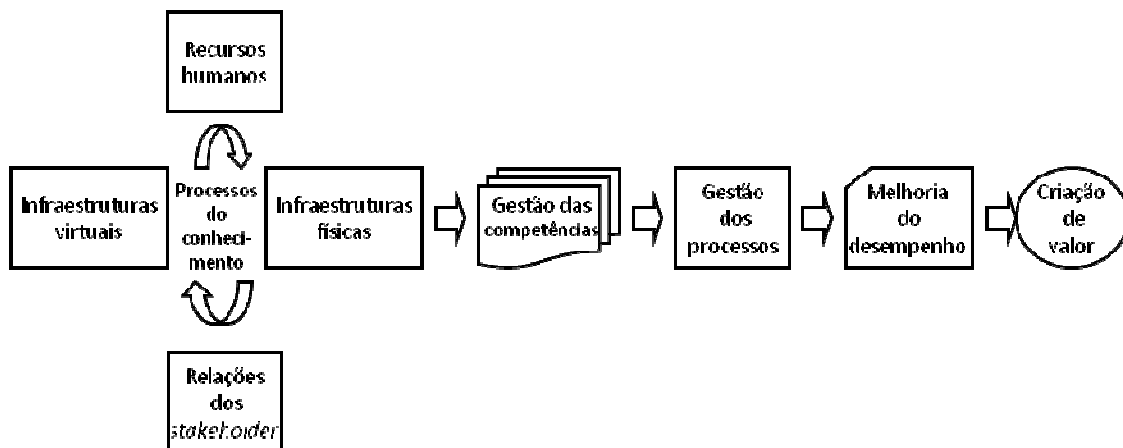 Recursos
humanos
Infraestruturas
virtuais
Processos
do
conheci-
mento
Infraestruturas
físicas
Gestão das
competências
Gestão
dos
processos
Melhoria
do
desempenho
Criação
de
valor
Relações
dos
stakeholder